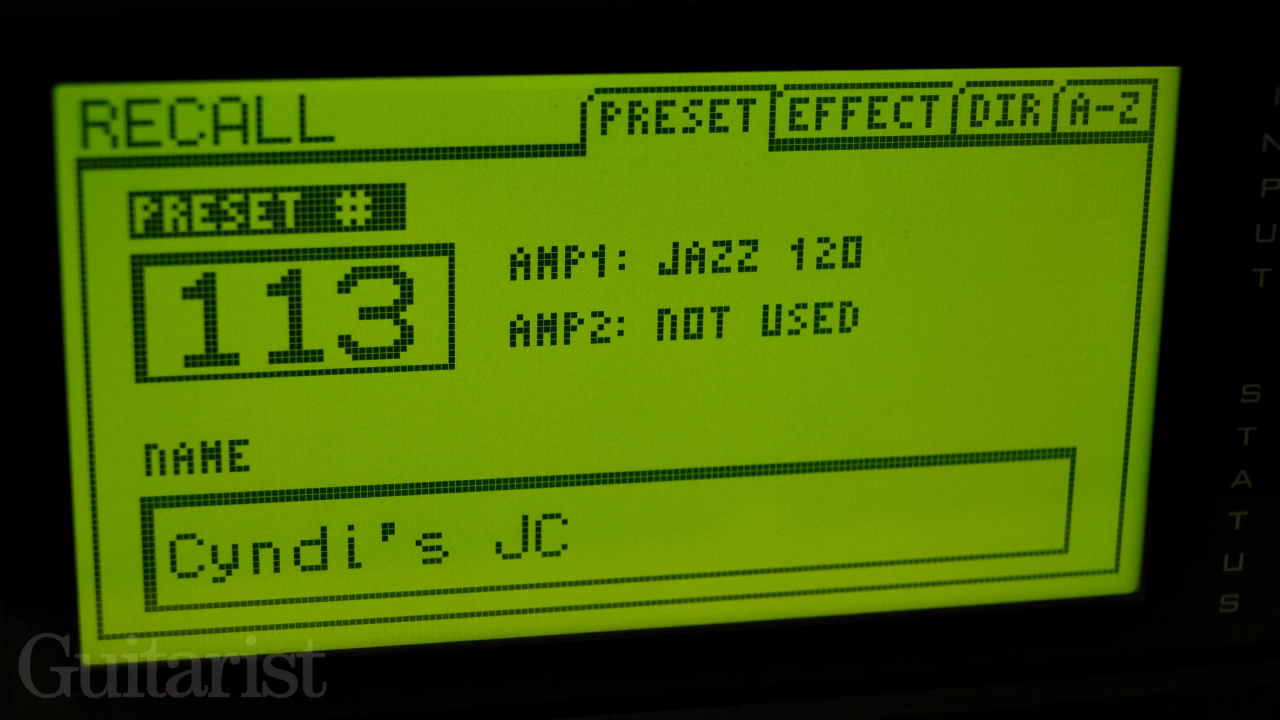 RECALL PRESET EFFECT DIR A-Z
PRESET #
113
AMP1: JAZZ 120
AMP2: NOT USED
NAME
Cyndi's JC
INPUT STATUS
Guitarist